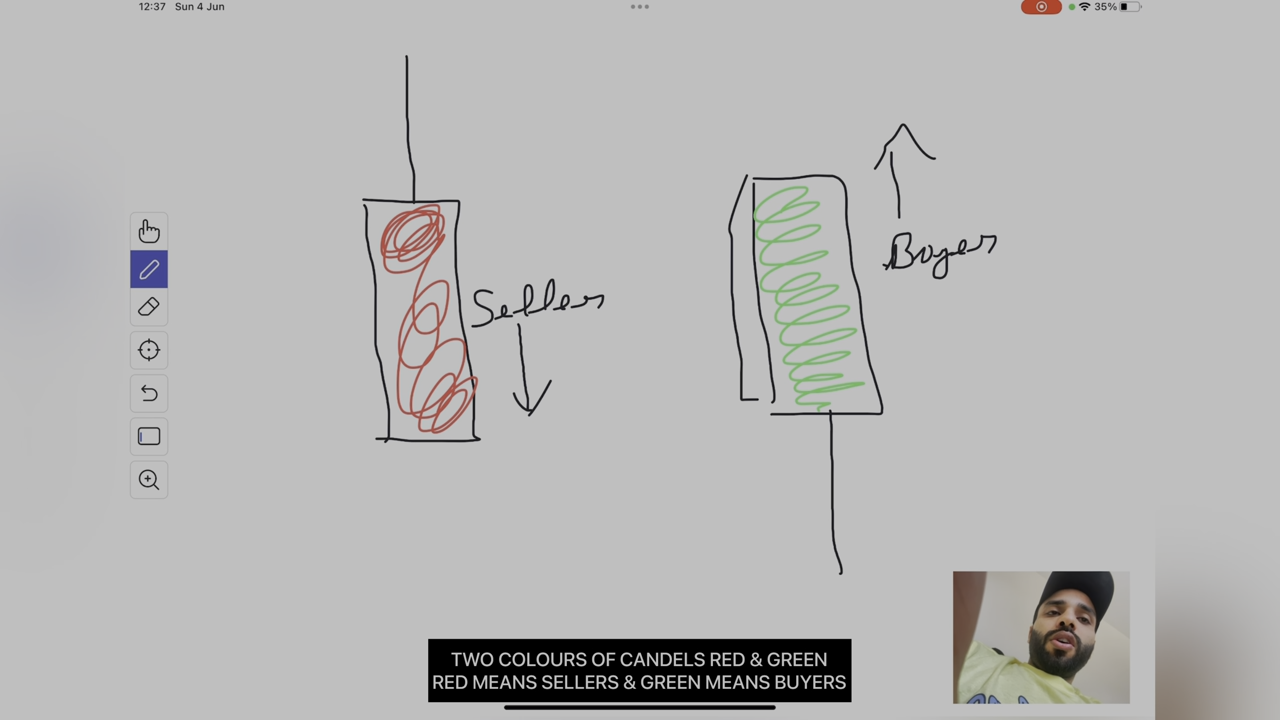 12:37 Sun 4 Jun
35%
Sellers
Buyers
TWO COLOURS OF CANDELS RED & GREEN
RED MEANS SELLERS & GREEN MEANS BUYERS